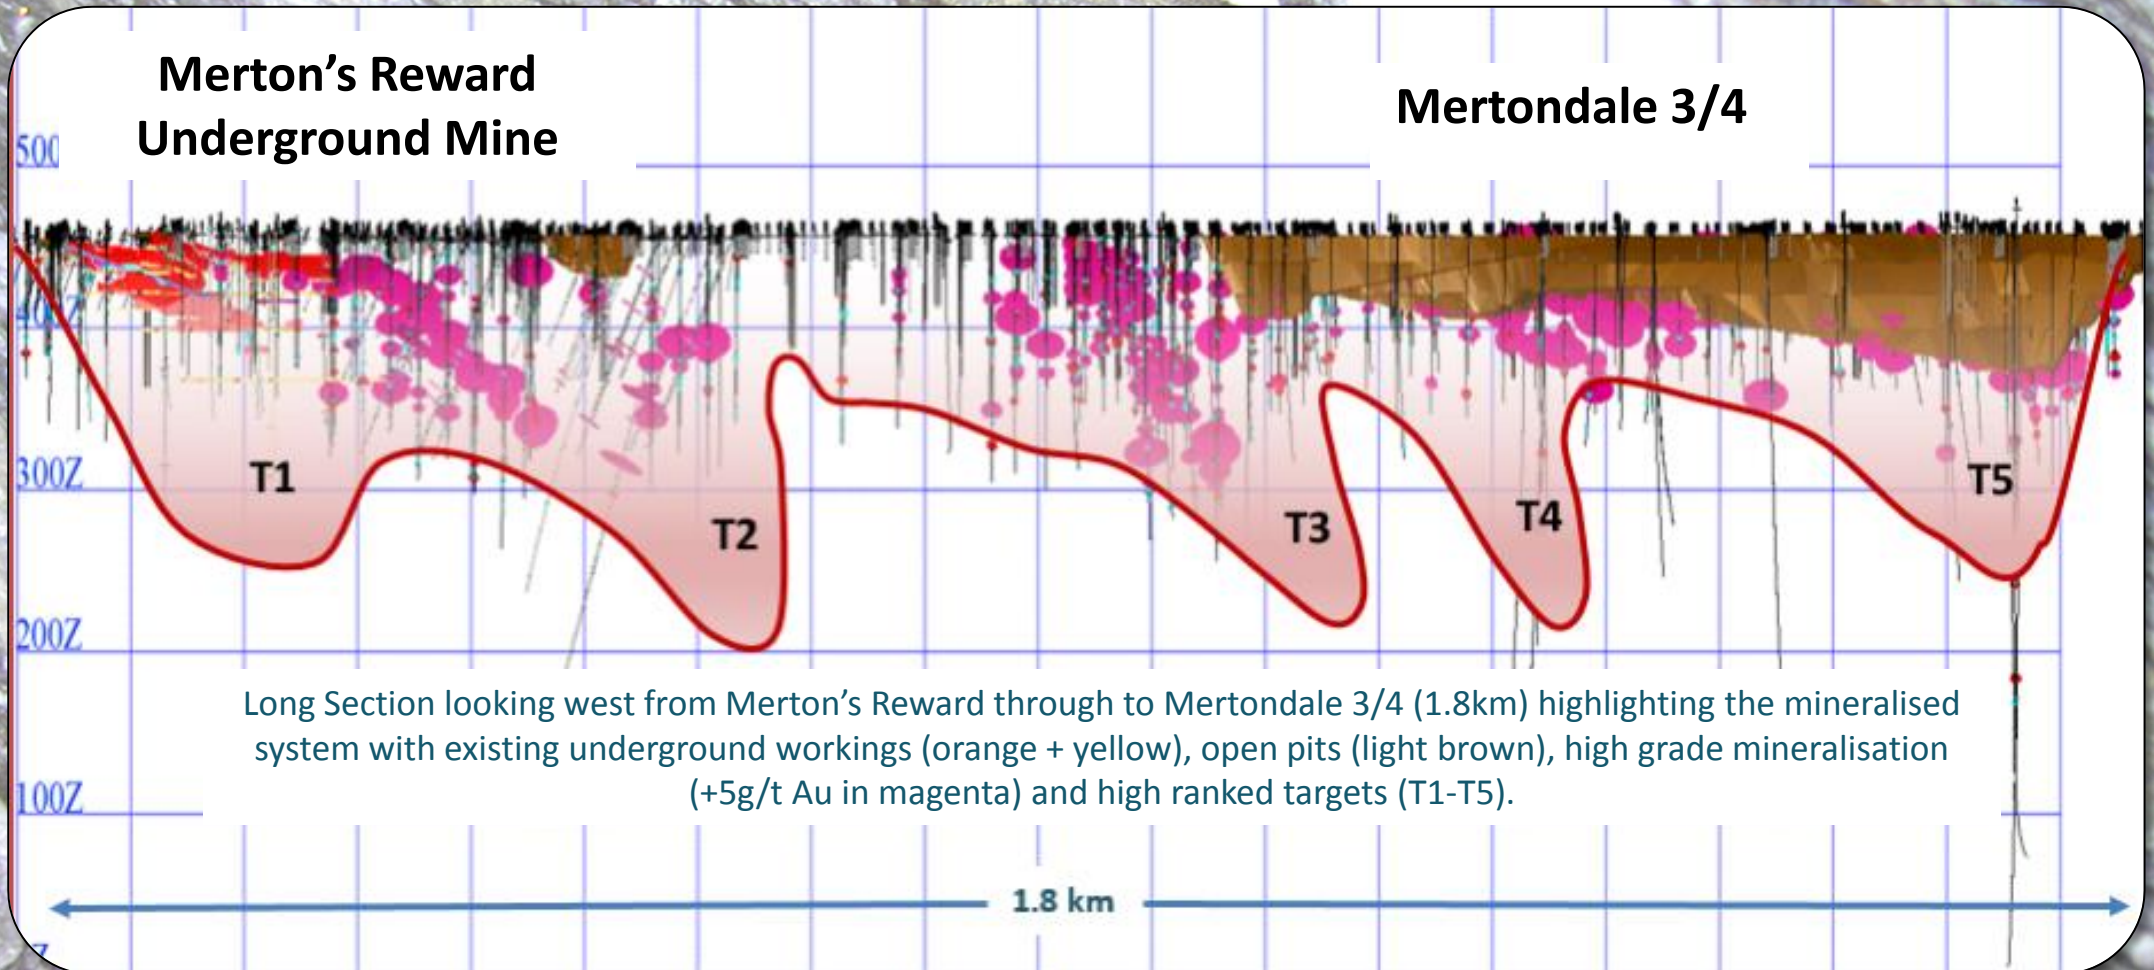 Merton’s Reward
Underground Mine
Mertondale 3/4
500
300Z
200Z
100Z
T1
T2
T3
T4
T5
Long Section looking west from Merton’s Reward through to Mertondale 3/4 (1.8km) highlighting the mineralised
system with existing underground workings (orange + yellow), open pits (light brown), high grade mineralisation
(+5g/t Au in magenta) and high ranked targets (T1-T5).
1.8 km